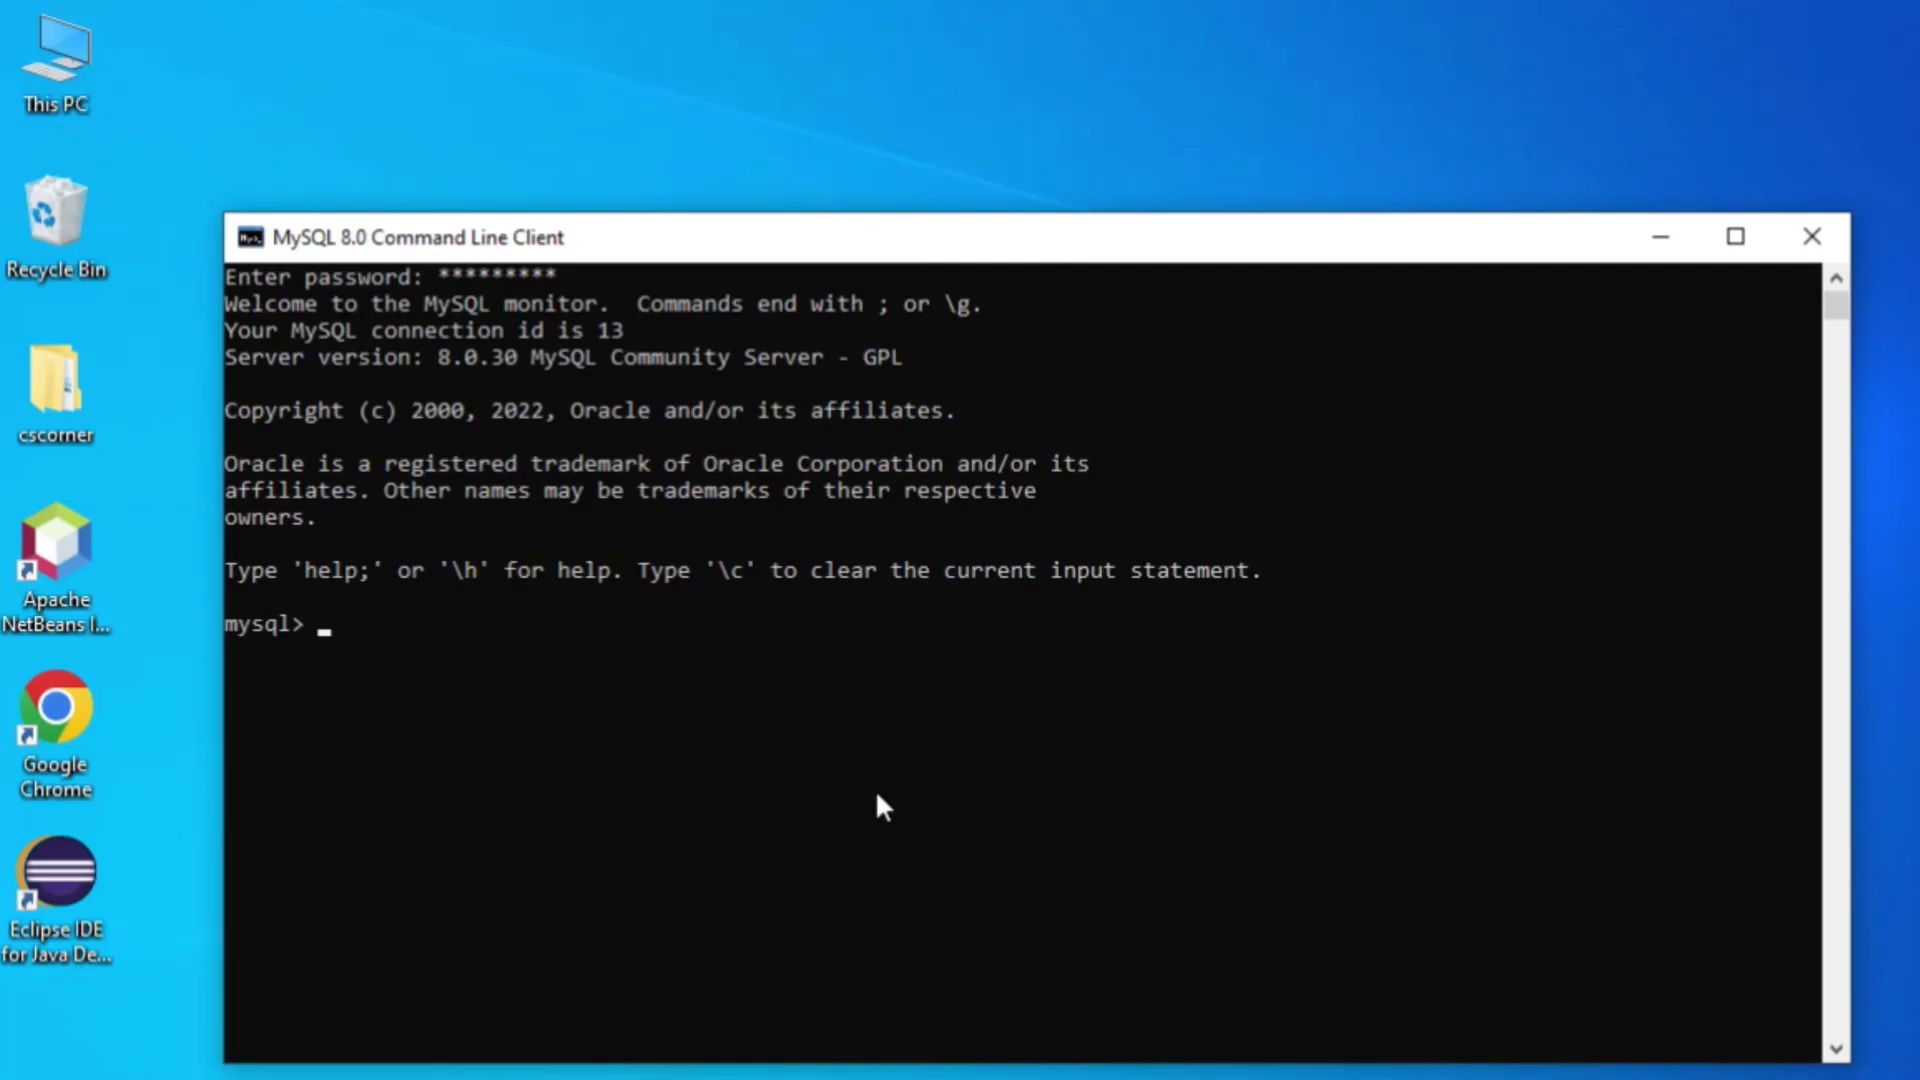 This PC
Recycle Bin
cscorner
Apache
NetBeans I...
Google
Chrome
Eclipse IDE
for Java De...
MySQL 8.0 Command Line Client
Enter password: *********
Welcome to the MySQL monitor.  Commands end with ; or \g.
Your MySQL connection id is 13
Server version: 8.0.30 MySQL Community Server - GPL
Copyright (c) 2000, 2022, Oracle and/or its affiliates.
Oracle is a registered trademark of Oracle Corporation and/or its
affiliates. Other names may be trademarks of their respective
owners.
Type 'help;' or '\h' for help. Type '\c' to clear the current input statement.
mysql> _